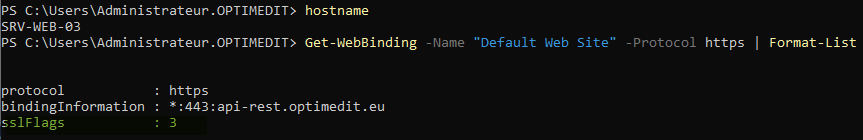 PS C:\Users\Administrateur.OPTIMEDIT> hostname
SRV-WEB-03
PS C:\Users\Administrateur.OPTIMEDIT> Get-WebBinding -Name "Default Web Site" -Protocol https | Format-List
protocol : https
bindingInformation : *:443:api-rest.optimedit.eu
sslFlags : 3